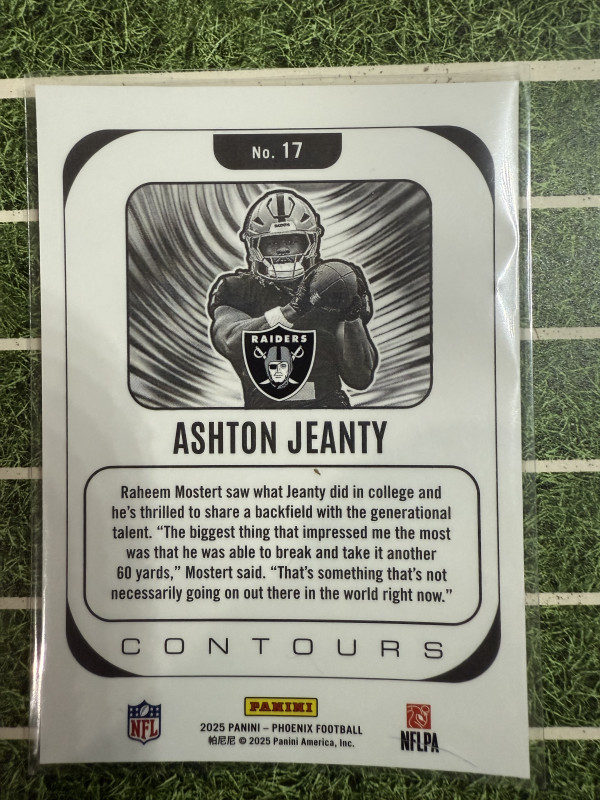 No. 17
RAIDERS
ASHTON JEANTY
Raheem Mostert saw what Jeanty did in college and
he's thrilled to share a backfield with the generational
talent. “The biggest thing that impressed me the most
was that he was able to break and take it another
60 yards,” Mostert said. “That's something that's not
necessarily going on out there in the world right now.”
CONTOURS
NFL
PANINI
2025 PANINI – PHOENIX FOOTBALL
帕尼尼 © 2025 Panini America, Inc.
NFLPA